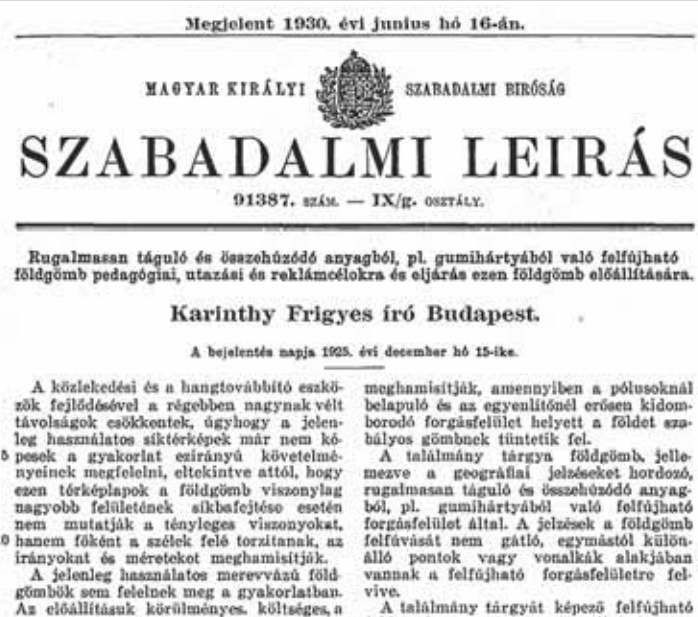 Megjelent 1930. évi junius hó 16-án.
MAGYAR KIRÁLYI SZABADALMI BIRÓSÁG
SZABADALMI LEIRÁS
91387. SZÁM. — IX/g. OSZTÁLY.
Rugalmasan táguló és összehúzódó anyagból, pl. gumihártyából való felfújható
földgömb pedagógiai, utazási és reklámcélokra és eljárás ezen földgömb előállítására.
Karinthy Frigyes író Budapest.
A bejelentés napja 1925. évi december hó 15-ike.
A közlekedési és a hangtovábbító eszkö-
zök fejlődésével a régebben nagynak vélt
távolságok csökkentek, úgyhogy a jelen-
leg használatos síktérképek már nem ké-
5 pesek a gyakorlat ezirányú követelmé-
nyeinek megfelelni, eltekintve attól, hogy
ezen térképlapok a földgömb viszonylag
nagyobb felületének síkbafejtése esetén
nem mutatják a tényleges viszonyokat,
0 hanem főként a szélek felé torzítanak, az
irányokat és méreteket meghamisítják.
A jelenleg használatos merevvázú föld-
gömbök sem felelnek meg a gyakorlatban.
Az előállításuk körülményes, költséges, a
meghamisítják, amennyiben a pólusoknál
belapuló és az egyenlítőnél erősen kidom-
borodó forgásfelület helyett a földet sza-
bályos gömbnek tüntetik fel.
A találmány tárgya földgömb, jelle-
mezve a geográfiai jelzéseket hordozó,
rugalmasan táguló és összehúzódó anyag-
ból, pl. gumihártyából való felfújható
forgásfelület által. A jelzések a földgömb
felfúvását nem gátló, egymástól külön-
álló pontok vagy vonalkák alakjában
vannak a felfújható forgásfelületre fel-
vive.
A találmány tárgyát képező felfújható